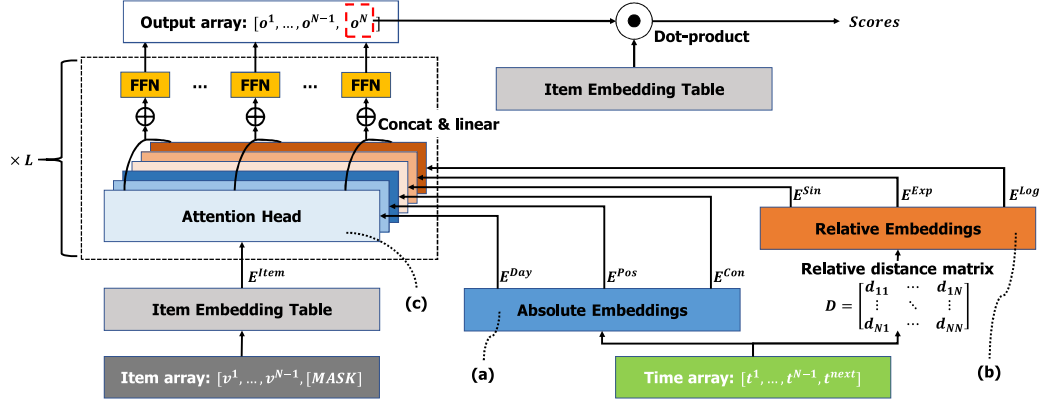 Output array: [o^1, ..., o^{N-1}, o^N]
Scores
Dot-product
FFN ... FFN ... FFN
Item Embedding Table
Concat & linear
× L
Attention Head
E^{Sin} E^{Exp} E^{Log}
Relative Embeddings
E^{Item}
E^{Day} E^{Pos} E^{Con}
Relative distance matrix
(c)
Item Embedding Table
Absolute Embeddings
d_{11} ⋯ d_{1N}
D = ⋮ ⋱ ⋮
d_{N1} ⋯ d_{NN}
(a)
(b)
Item array: [v^1, ..., v^{N-1}, [MASK]
Time array: [t^1, ..., t^{N-1}, t^{next}]